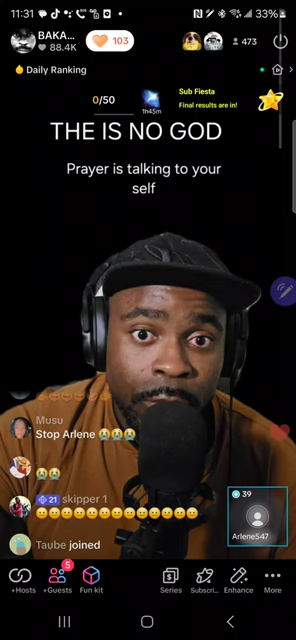 11:31
33%
BAKA...
88.4K
103
473
Daily Ranking
0/50
1h45m
Sub Fiesta
Final results are in!
THE IS NO GOD
Prayer is talking to your
self
Musu
Stop Arlene 😭😭😭
😭😭
21 skipper 1
Taube joined
39
Arlene547
5
+Hosts
+Guests
Fun kit
Series
Subscri...
Enhance
More